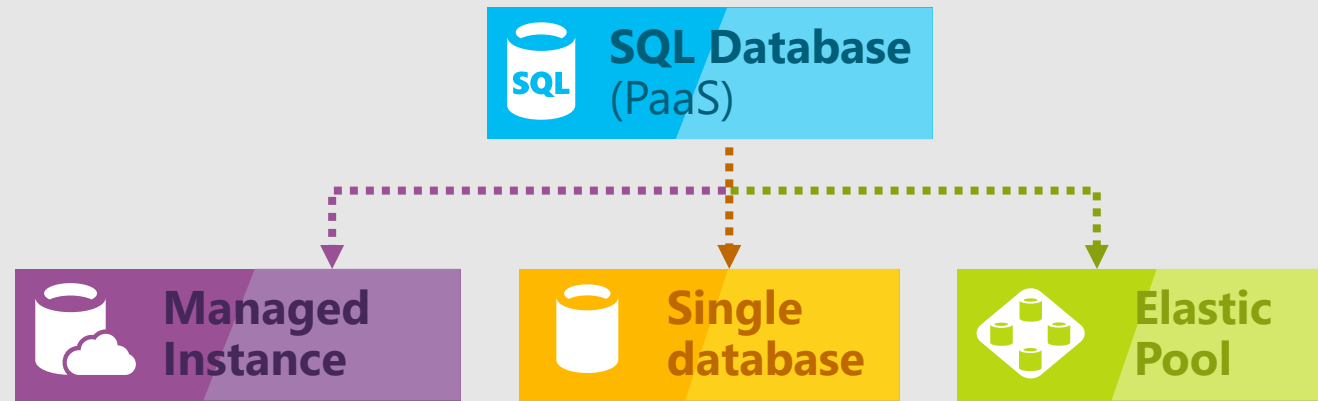 SQL
SQL Database
(PaaS)
Managed
Instance
Single
database
Elastic
Pool